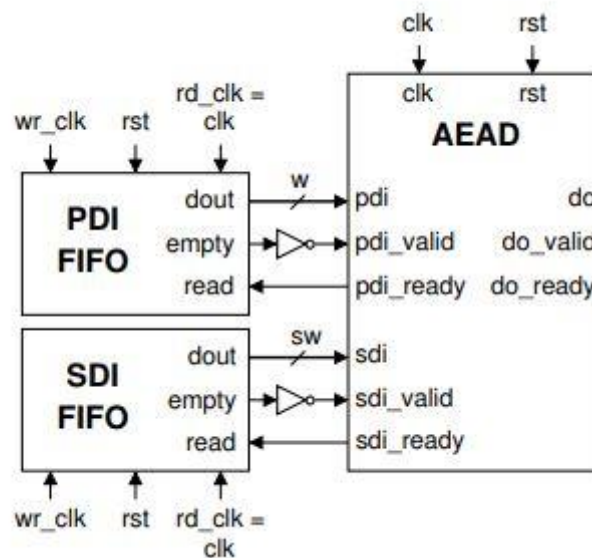 clk rst
rd_clk =
wr_clk rst clk
clk rst
AEAD
PDI
FIFO
dout w pdi do
empty pdi_valid do_valid
read pdi_ready do_ready
SDI
FIFO
dout sw sdi
empty sdi_valid
read sdi_ready
wr_clk rst rd_clk =
clk